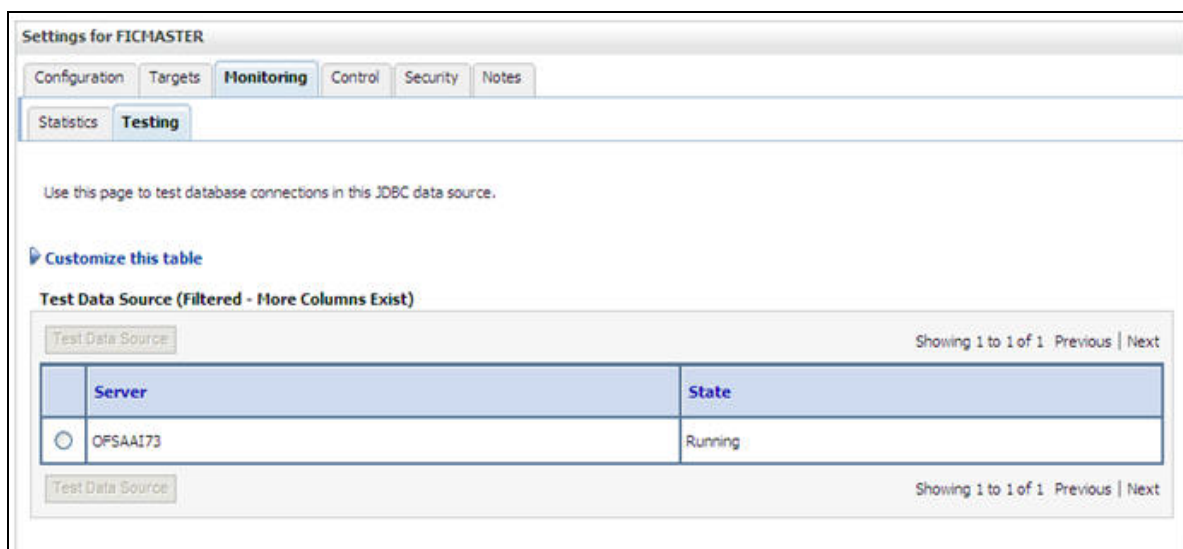 Settings for FICMASTER
Configuration Targets Monitoring Control Security Notes
Statistics Testing
Use this page to test database connections in this JDBC data source.
Customize this table
Test Data Source (Filtered - More Columns Exist)
Test Data Source Showing 1 to 1 of 1 Previous | Next
Server State
OFSAAI73 Running
Test Data Source Showing 1 to 1 of 1 Previous | Next